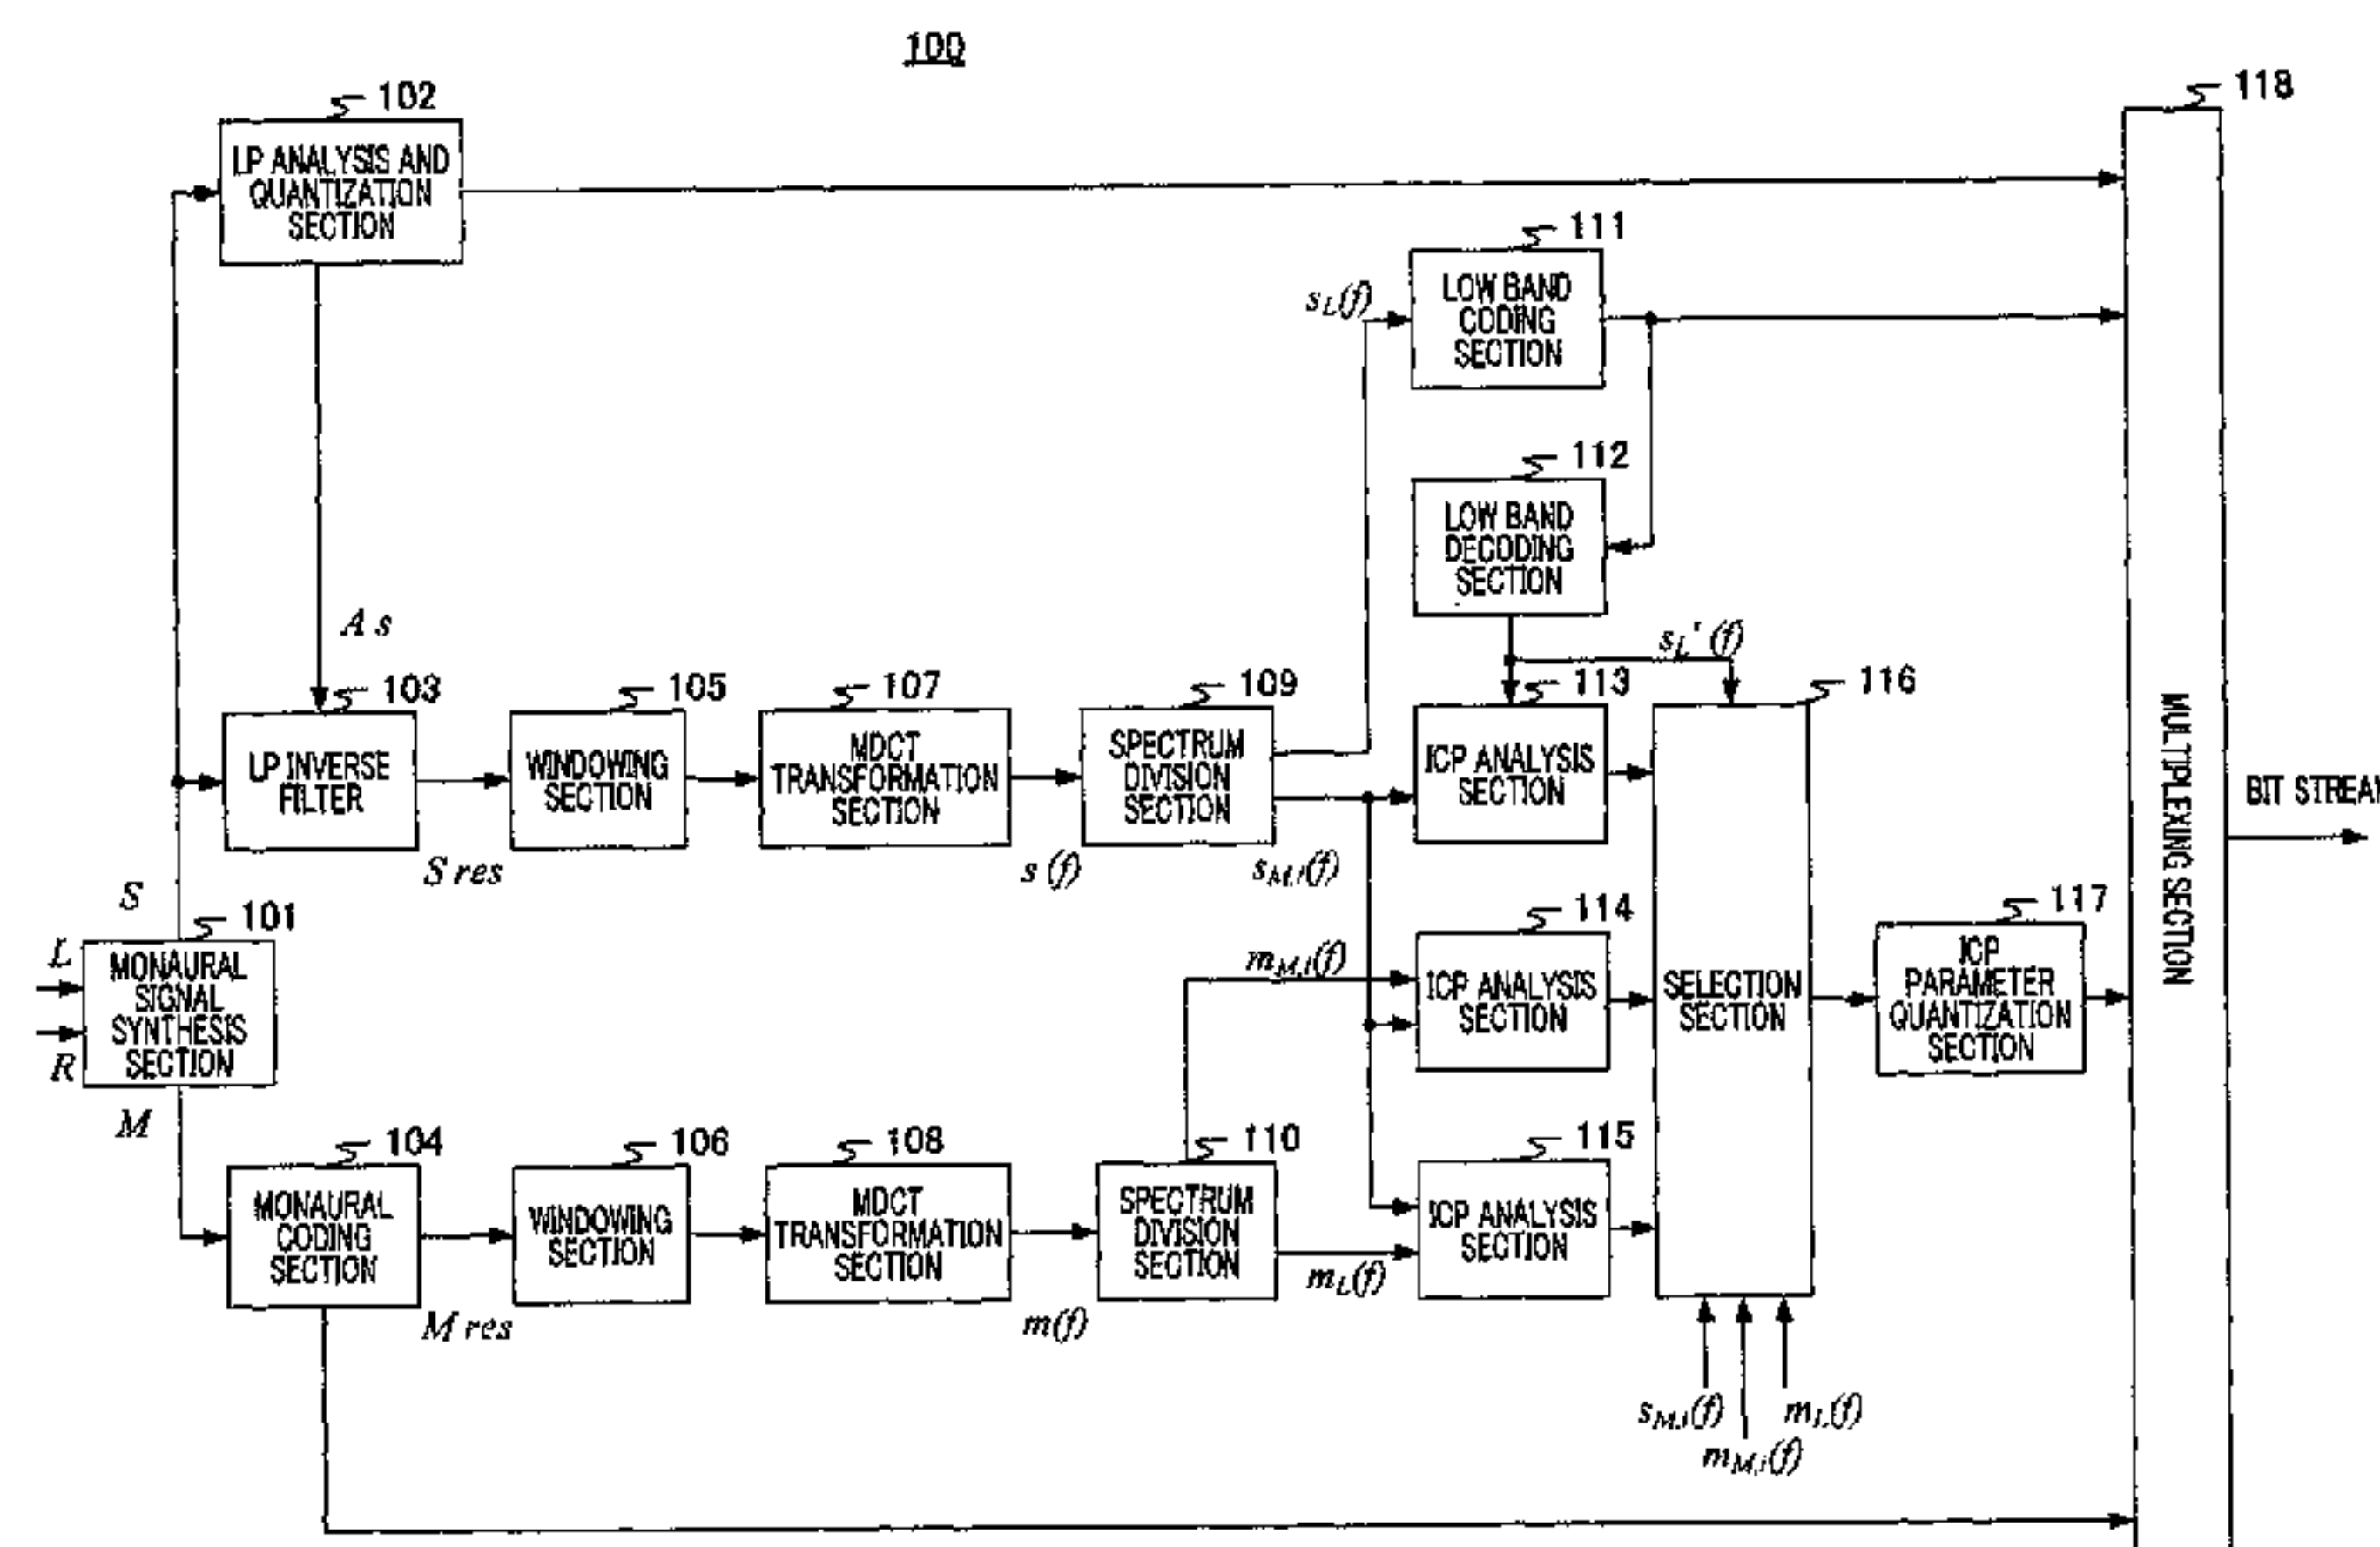 100
102
LP ANALYSIS AND
QUANTIZATION
SECTION
118
111
LOW BAND
CODING
SECTION
sL(f)
112
LOW BAND
DECODING
SECTION
A s
sL'(f)
103
LP INVERSE
FILTER
105
WINDOWING
SECTION
107
MDCT
TRANSFORMATION
SECTION
109
SPECTRUM
DIVISION
SECTION
113
ICP ANALYSIS
SECTION
116
SELECTION
SECTION
MULTIPLEXING SECTION
S res
s (f)
sM,i(f)
S
L
R
101
MONAURAL
SIGNAL
SYNTHESIS
SECTION
M
mM,i(f)
114
ICP ANALYSIS
SECTION
117
ICP
PARAMETER
QUANTIZATION
SECTION
BIT
104
MONAURAL
CODING
SECTION
106
WINDOWING
SECTION
108
MDCT
TRANSFORMATION
SECTION
110
SPECTRUM
DIVISION
SECTION
115
ICP ANALYSIS
SECTION
M res
m(f)
mL(f)
sM,i(f)
mL(f)
mM,i(f)